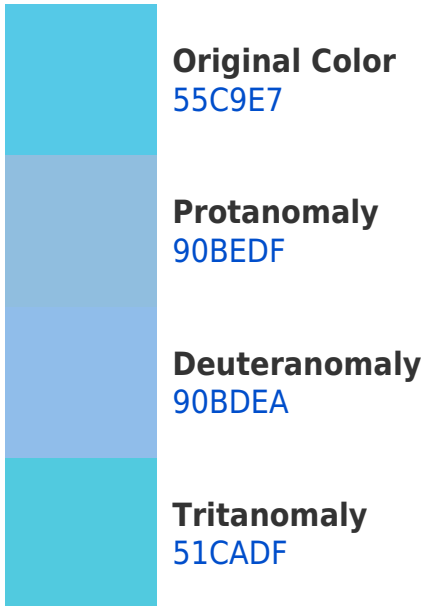 Original Color
55C9E7
Protanomaly
90BEDF
Deuteranomaly
90BDEA
Tritanomaly
51CADF